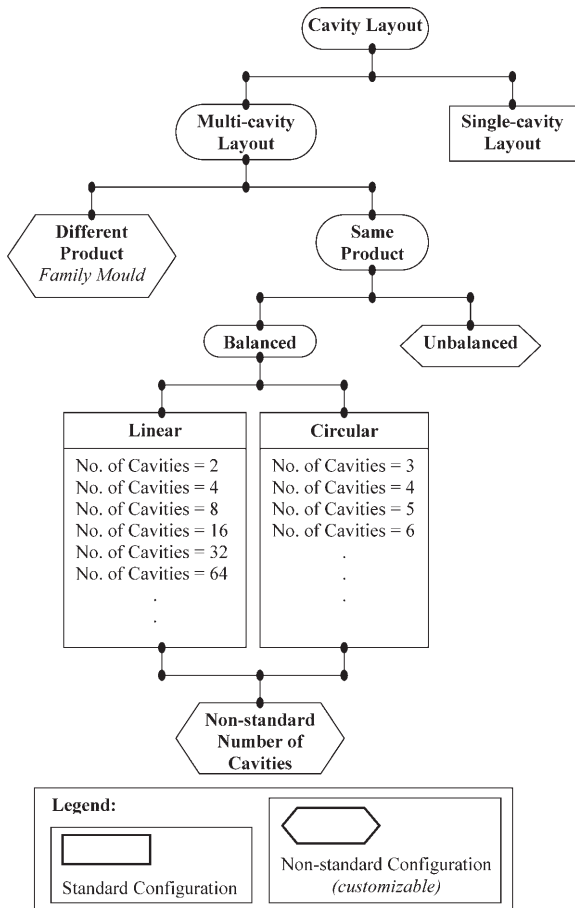 Cavity Layout
Multi-cavity
Layout
Single-cavity
Layout
Different
Product
Family Mould
Same
Product
Balanced
Unbalanced
Linear
No. of Cavities = 2
No. of Cavities = 4
No. of Cavities = 8
No. of Cavities = 16
No. of Cavities = 32
No. of Cavities = 64
.
.
Circular
No. of Cavities = 3
No. of Cavities = 4
No. of Cavities = 5
No. of Cavities = 6
.
.
.
Non-standard
Number of
Cavities
Legend:
Standard Configuration
Non-standard Configuration
(customizable)